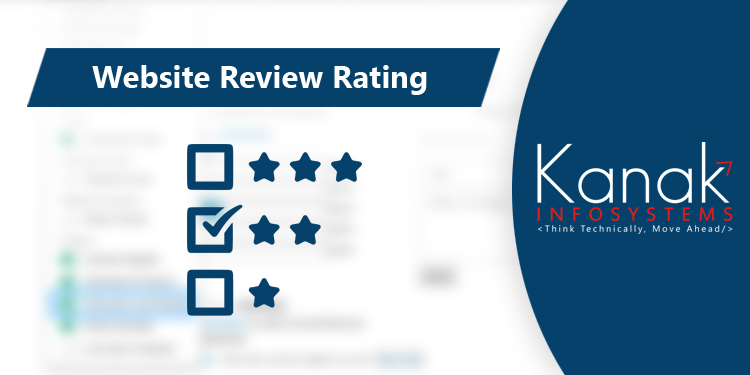 Website Review Rating
Kanak
INFOSYSTEMS
<Think Technically, Move Ahead/>